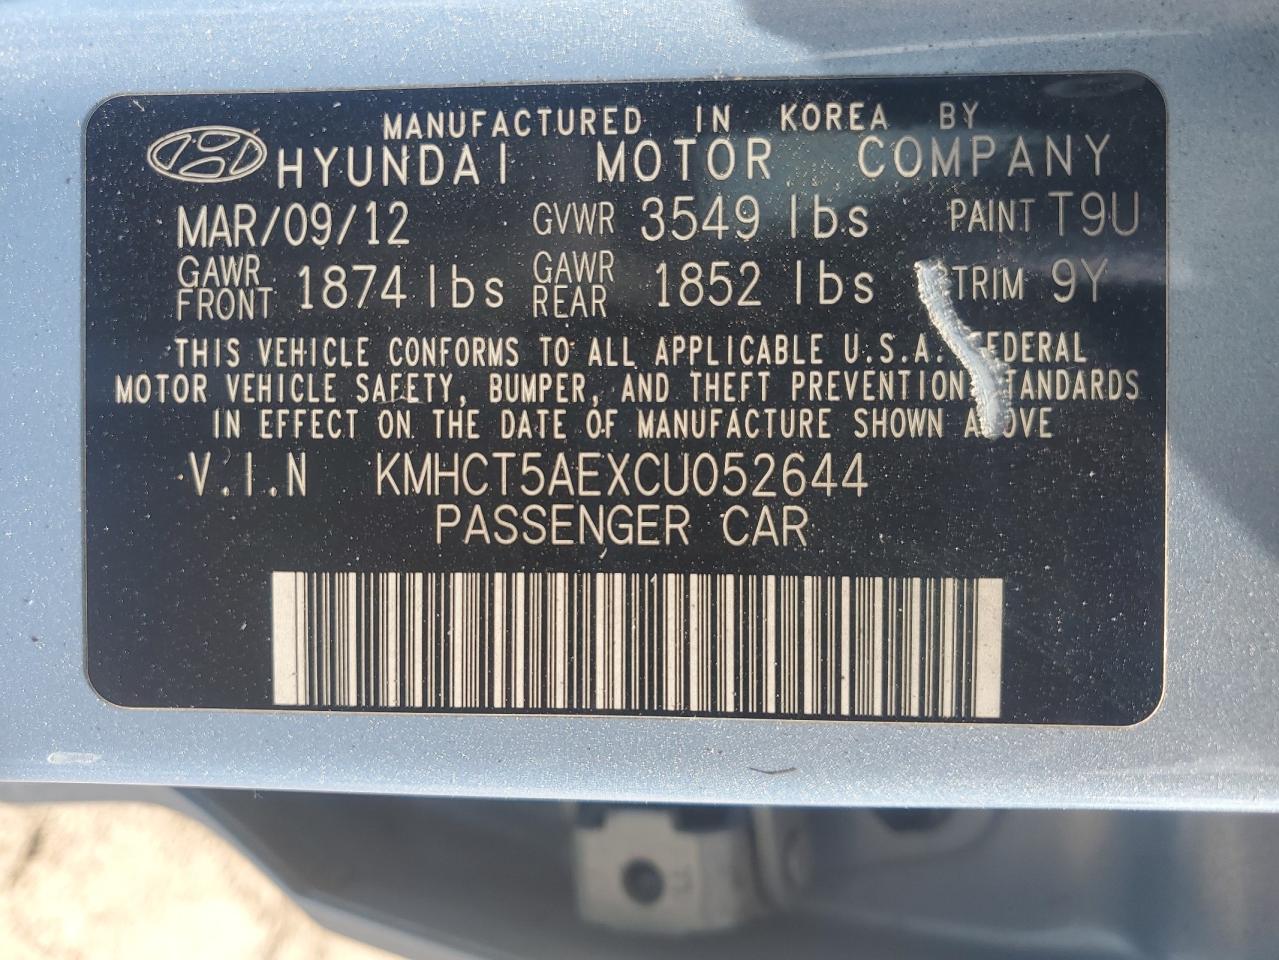 MANUFACTURED IN KOREA BY
HYUNDAI MOTOR COMPANY
MAR/09/12 GVWR 3549 lbs PAINT T9U
GAWR FRONT 1874 lbs GAWR REAR 1852 lbs TRIM 9Y
THIS VEHICLE CONFORMS TO ALL APPLICABLE U.S.A. FEDERAL
MOTOR VEHICLE SAFETY, BUMPER, AND THEFT PREVENTION STANDARDS
IN EFFECT ON THE DATE OF MANUFACTURE SHOWN ABOVE
V.I.N KMHCT5AEXCU052644
PASSENGER CAR
1